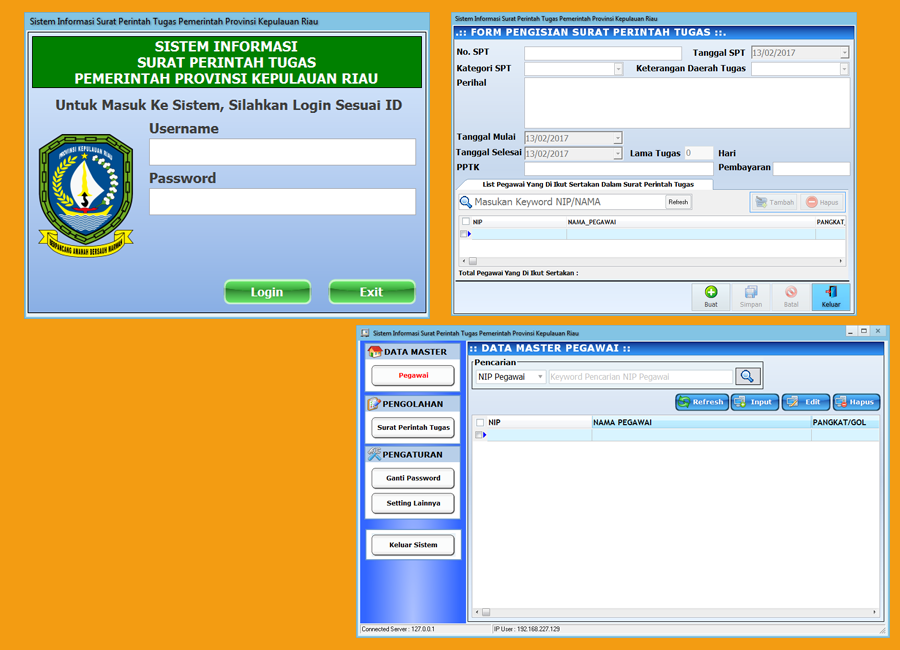 Sistem Informasi Surat Perintah Tugas Pemerintah Provinsi Kepulauan Riau
SISTEM INFORMASI
SURAT PERINTAH TUGAS
PEMERINTAH PROVINSI KEPULAUAN RIAU
Untuk Masuk Ke Sistem, Silahkan Login Sesuai ID
Username
Password
PROVINSI KEPULAUAN RIAU
BERPANCANG AMANAH BERSAUH MARWAH
Login
Exit
Sistem Informasi Surat Perintah Tugas Pemerintah Provinsi Kepulauan Riau
.:: FORM PENGISIAN SURAT PERINTAH TUGAS ::.
No. SPT
Tanggal SPT 13/02/2017
Kategori SPT
Keterangan Daerah Tugas
Perihal
Tanggal Mulai 13/02/2017
Tanggal Selesai 13/02/2017 Lama Tugas 0 Hari
PPTK
Pembayaran
List Pegawai Yang Di Ikut Sertakan Dalam Surat Perintah Tugas
Masukan Keyword NIP/NAMA Refresh Tambah Hapus
NIP NAMA_PEGAWAI PANGKAT_
Total Pegawai Yang Di Ikut Sertakan :
Buat Simpan Batal Keluar
Sistem Informasi Surat Perintah Tugas Pemerintah Provinsi Kepulauan Riau
DATA MASTER
Pegawai
PENGOLAHAN
Surat Perintah Tugas
PENGATURAN
Ganti Password
Setting Lainnya
Keluar Sistem
:: DATA MASTER PEGAWAI ::
Pencarian
NIP Pegawai Keyword Pencarian NIP Pegawai
Refresh Input Edit Hapus
NIP NAMA PEGAWAI PANGKAT/GOL
Connected Server : 127.0.0.1 IP User : 192.168.227.129